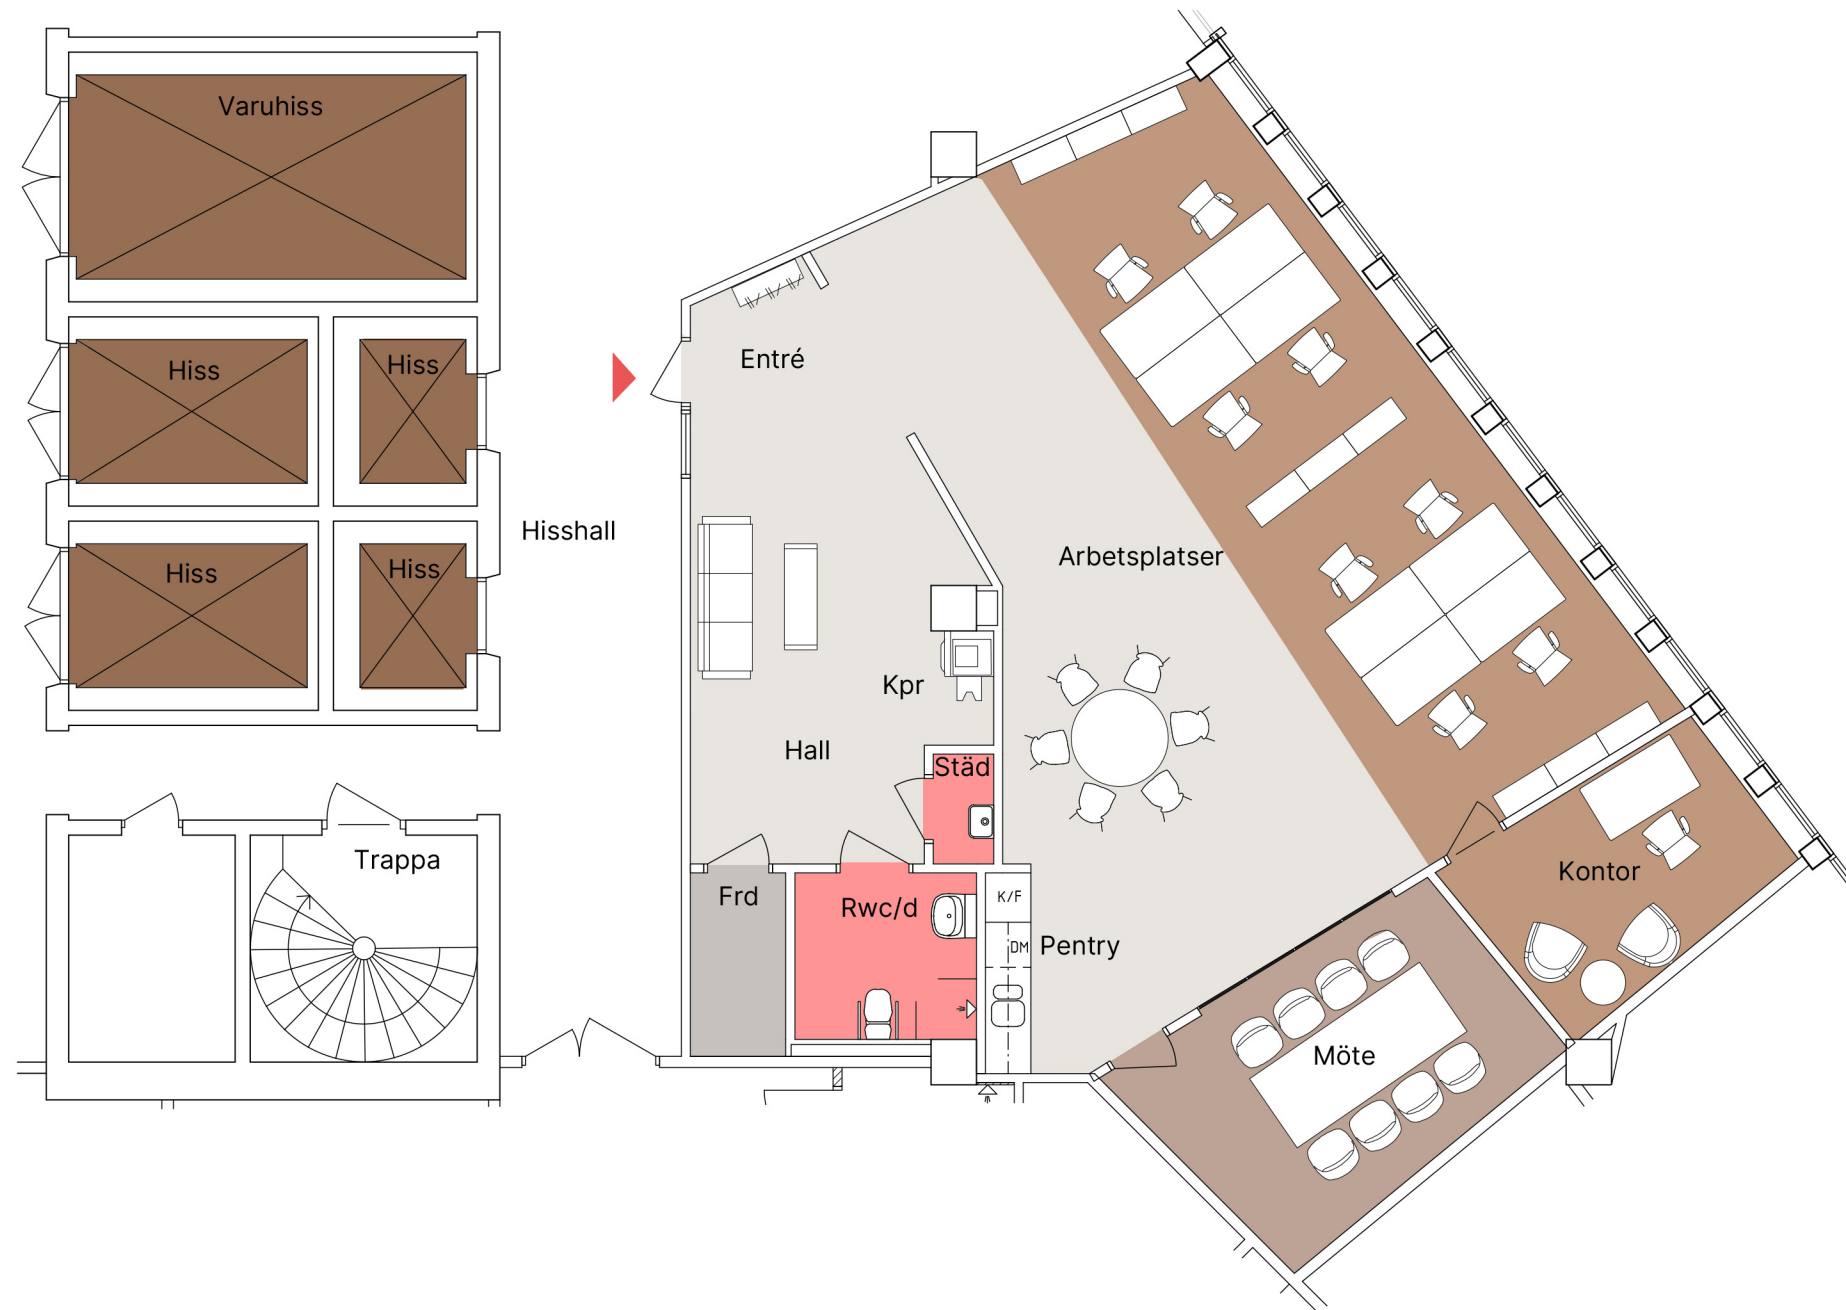 Varuhiss
Hiss
Hiss
Entré
Hisshall
Hiss
Hiss
Arbetsplatser
Kpr
Hall
Städ
Trappa
Kontor
Frd
Rwc/d
K/F
DM
Pentry
Möte